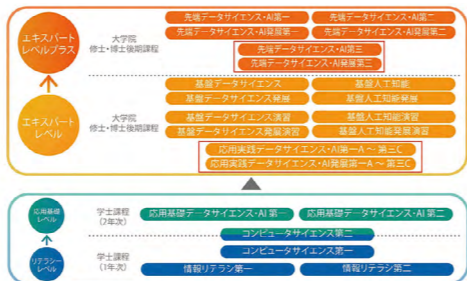 エキスパート
レベルプラス
大学院
修士・博士後期課程
先端データサイエンス・AI第一
先端データサイエンス・AI第二
先端データサイエンス・AI発展第一
先端データサイエンス・AI発展第二
先端データサイエンス・AI第三
先端データサイエンス・AI発展第三
エキスパート
レベル
大学院
修士・博士後期課程
基盤データサイエンス
基盤人工知能
基盤データサイエンス発展
基盤人工知能発展
基盤データサイエンス演習
基盤人工知能演習
基盤データサイエンス発展演習
基盤人工知能発展演習
応用実践データサイエンス・AI第一A ～ 第三C
応用実践データサイエンス・AI発展第一A ～ 第三C
応用基礎
レベル
学士課程
(2年次)
応用基礎データサイエンス・AI 第一
応用基礎データサイエンス・AI 第二
コンピュータサイエンス第二
リテラシー
レベル
学士課程
(1年次)
コンピュータサイエンス第一
情報リテラシ第一
情報リテラシ第二